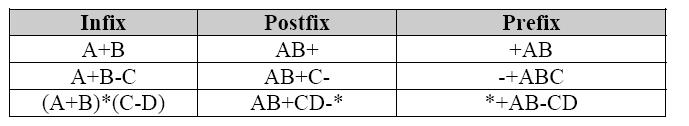 Infix Postfix Prefix
A+B AB+ +AB
A+B-C AB+C- -+ABC
(A+B)*(C-D) AB+CD-* *+AB-CD